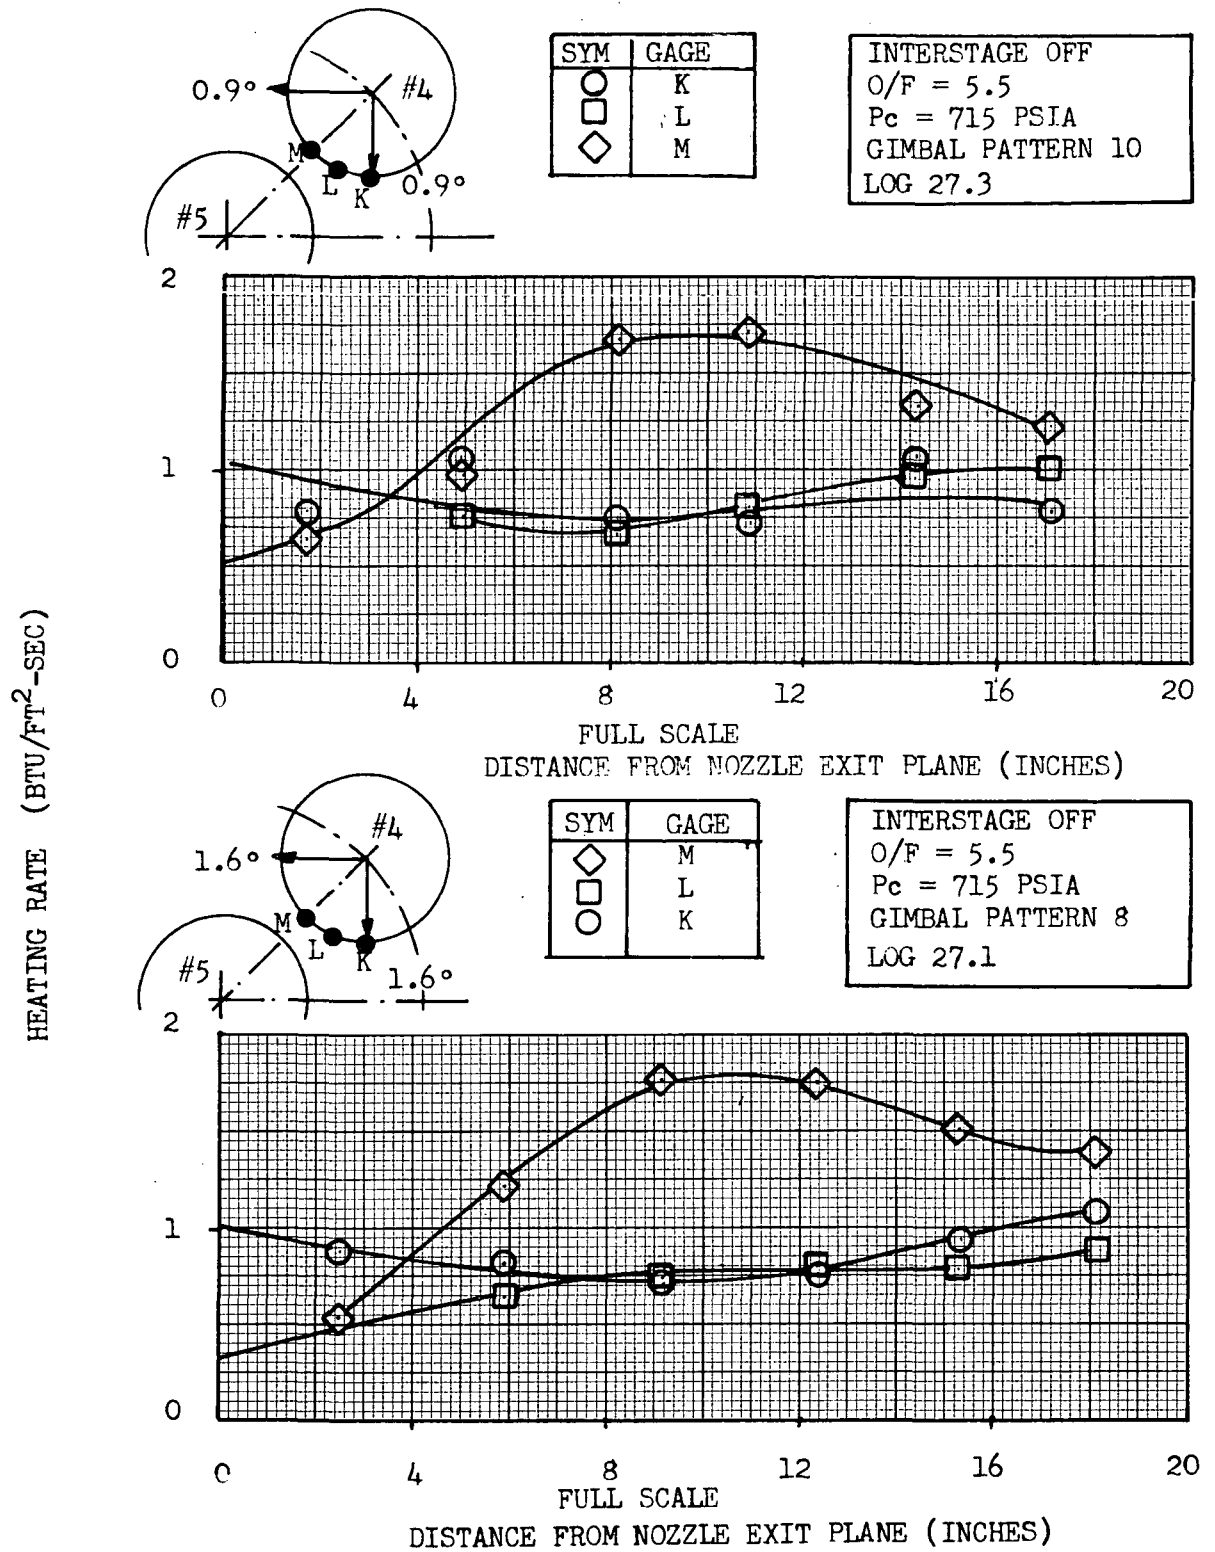 SYM GAGE
K
L
M
INTERSTAGE OFF
O/F = 5.5
Pc = 715 PSIA
GIMBAL PATTERN 10
LOG 27.3
0.9°
#4
M
L
K
0.9°
#5
2
1
0
0 4 8 12 16 20
FULL SCALE
DISTANCE FROM NOZZLE EXIT PLANE (INCHES)
HEATING RATE (BTU/FT²-SEC)
SYM GAGE
M
L
K
INTERSTAGE OFF
O/F = 5.5
Pc = 715 PSIA
GIMBAL PATTERN 8
LOG 27.1
#4
1.6°
M
L
K
#5
1.6°
2
1
0
0 4 8 12 16 20
FULL SCALE
DISTANCE FROM NOZZLE EXIT PLANE (INCHES)